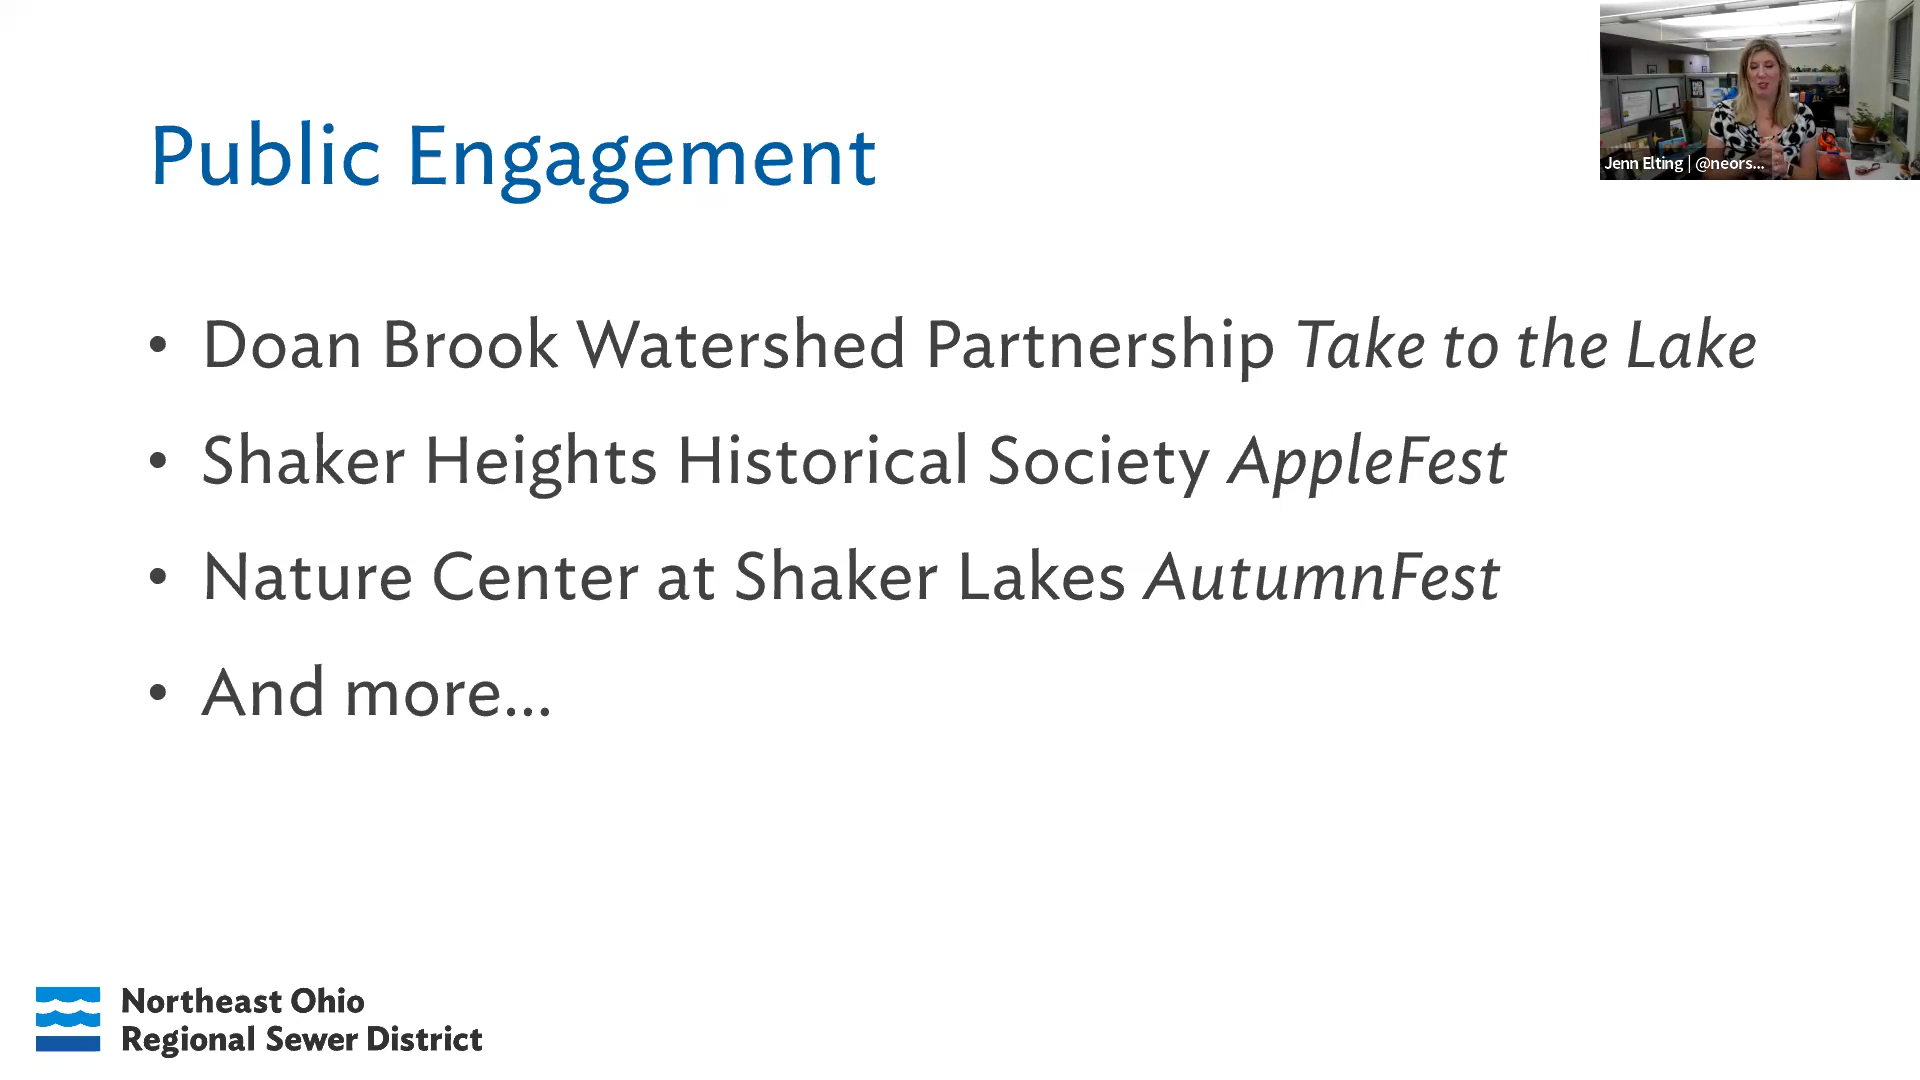 Public Engagement
Jenn Elting | @neors...
• Doan Brook Watershed Partnership Take to the Lake
• Shaker Heights Historical Society AppleFest
• Nature Center at Shaker Lakes AutumnFest
• And more...
Northeast Ohio
Regional Sewer District